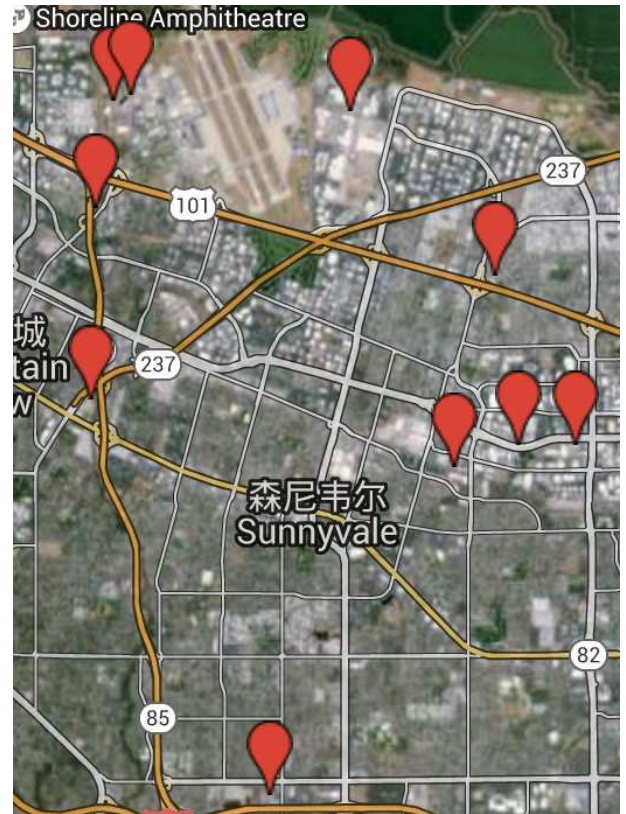 Shoreline Amphitheatre
237
101
城
tain
w
237
森尼韦尔
Sunnyvale
82
85